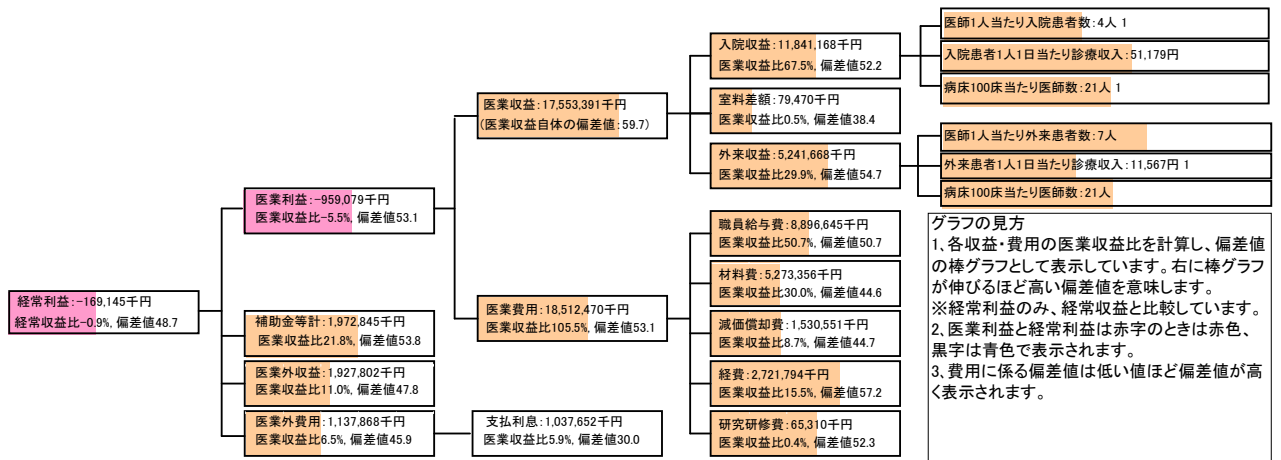 医師1人当たり入院患者数:4人 1
入院収益:11,841,168千円
医業収益比67.5%, 偏差値52.2
入院患者1人1日当たり診療収入:51,179円
病床100床当たり医師数:21人 1
医業収益:17,553,391千円
(医業収益自体の偏差値:59.7)
室料差額:79,470千円
医業収益比0.5%, 偏差値38.4
医師1人当たり外来患者数:7人
外来収益:5,241,668千円
医業収益比29.9%, 偏差値54.7
外来患者1人1日当たり診療収入:11,567円 1
病床100床当たり医師数:21人
医業利益:-959,079千円
医業収益比-5.5%, 偏差値53.1
職員給与費:8,896,645千円
医業収益比50.7%, 偏差値50.7
材料費:5,273,356千円
医業収益比30.0%, 偏差値44.6
経常利益:-169,145千円
経常収益比-0.9%, 偏差値48.7
医業費用:18,512,470千円
医業収益比105.5%, 偏差値53.1
減価償却費:1,530,551千円
医業収益比8.7%, 偏差値44.7
補助金等計:1,972,845千円
医業収益比21.8%, 偏差値53.8
医業外収益:1,927,802千円
医業収益比11.0%, 偏差値47.8
経費:2,721,794千円
医業収益比15.5%, 偏差値57.2
医業外費用:1,137,868千円
医業収益比6.5%, 偏差値45.9
支払利息:1,037,652千円
医業収益比5.9%, 偏差値30.0
研究研修費:65,310千円
医業収益比0.4%, 偏差値52.3
グラフの見方
1、各収益・費用の医業収益比を計算し、偏差値
の棒グラフとして表示しています。右に棒グラフ
が伸びるほど高い偏差値を意味します。
※経常利益のみ、経常収益と比較しています。
2、医業利益と経常利益は赤字のときは赤色、
黒字は青色で表示されます。
3、費用に係る偏差値は低い値ほど偏差値が高
く表示されます。